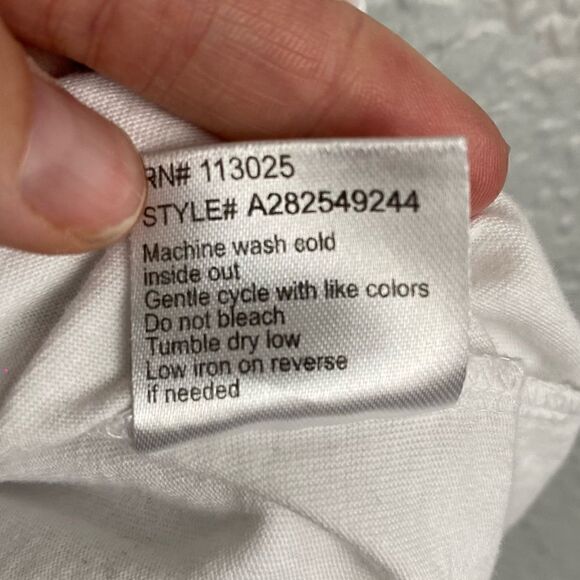 RN# 113025
STYLE# A282549244
Machine wash cold
inside out
Gentle cycle with like colors
Do not bleach
Tumble dry low
Low iron on reverse
if needed